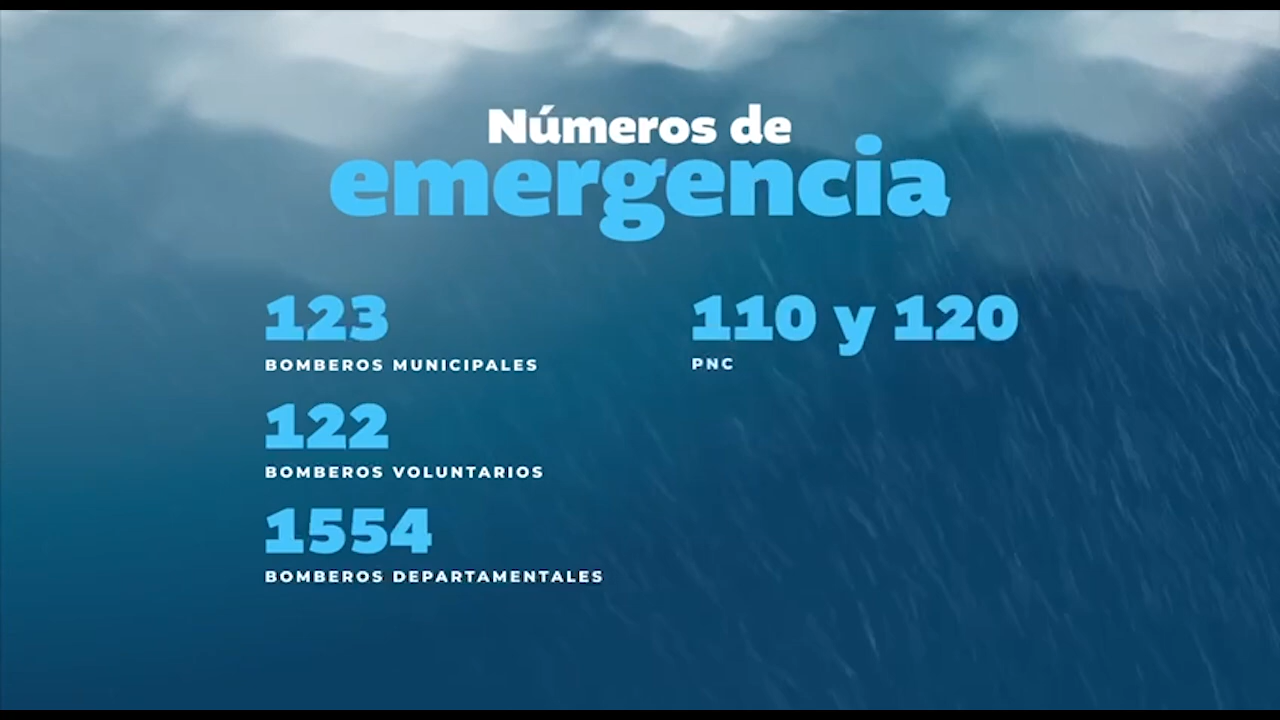 Números de
emergencia
123
BOMBEROS MUNICIPALES
122
BOMBEROS VOLUNTARIOS
1554
BOMBEROS DEPARTAMENTALES
110 y 120
PNC